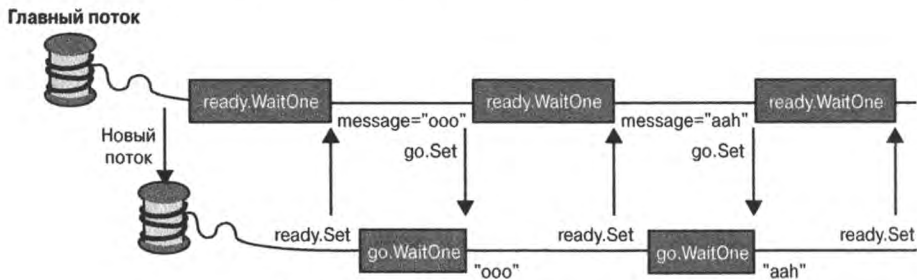 Главный поток
ready.WaitOne
ready.WaitOne
ready.WaitOne
message="ooo"
message="aah"
Новый
поток
go.Set
go.Set
ready.Set
go.WaitOne
ready.Set
go.WaitOne
ready.Set
"ooo"
"aah"